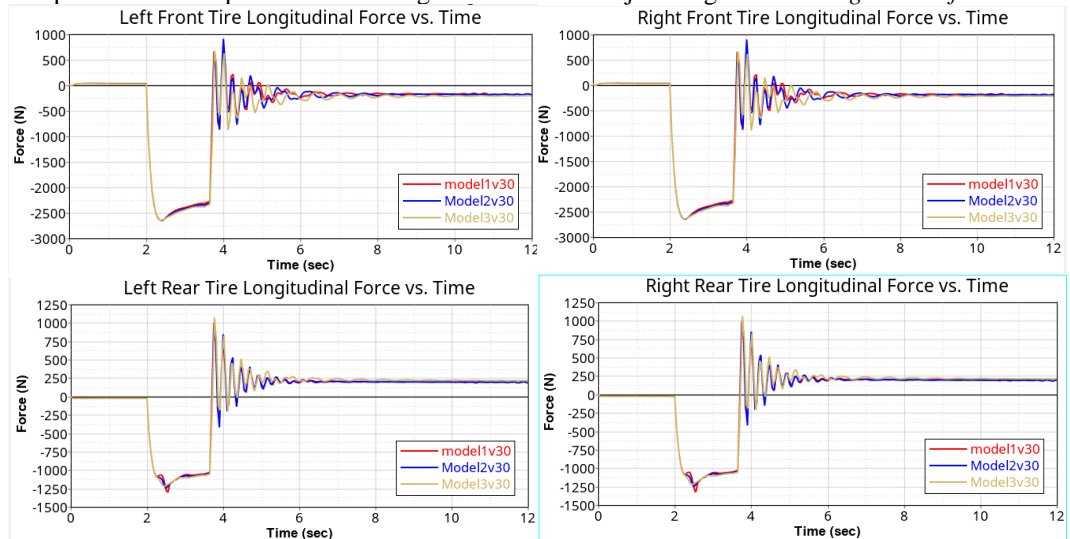 Left Front Tire Longitudinal Force vs. Time
1000
500
0
-500
-1000
-1500
-2000
-2500
-3000
Force (N)
model1v30
Model2v30
Model3v30
0 2 4 6 8 10 12
Time (sec)
Right Front Tire Longitudinal Force vs. Time
1000
500
0
-500
-1000
-1500
-2000
-2500
-3000
Force (N)
model1v30
Model2v30
Model3v30
0 2 4 6 8 10 12
Time (sec)
Left Rear Tire Longitudinal Force vs. Time
1250
1000
750
500
250
0
-250
-500
-750
-1000
-1250
-1500
Force (N)
model1v30
Model2v30
Model3v30
0 2 4 6 8 10 12
Time (sec)
Right Rear Tire Longitudinal Force vs. Time
1250
1000
750
500
250
0
-250
-500
-750
-1000
-1250
-1500
Force (N)
model1v30
Model2v30
Model3v30
0 2 4 6 8 10 12
Time (sec)